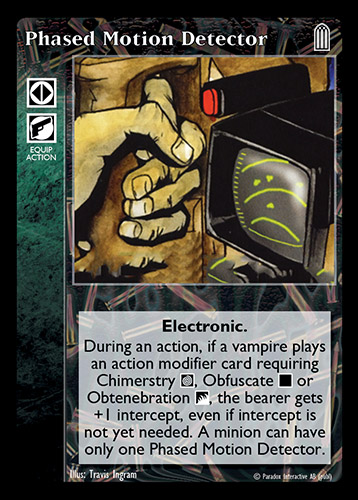 Phased Motion Detector
EQUIP
ACTION
Electronic.
During an action, if a vampire plays
an action modifier card requiring
Chimerstry, Obfuscate or
Obtenebration, the bearer gets
+1 intercept, even if intercept is
not yet needed. A minion can have
only one Phased Motion Detector.
Illus: Travis Ingram
© Paradox Interactive AB (publ)